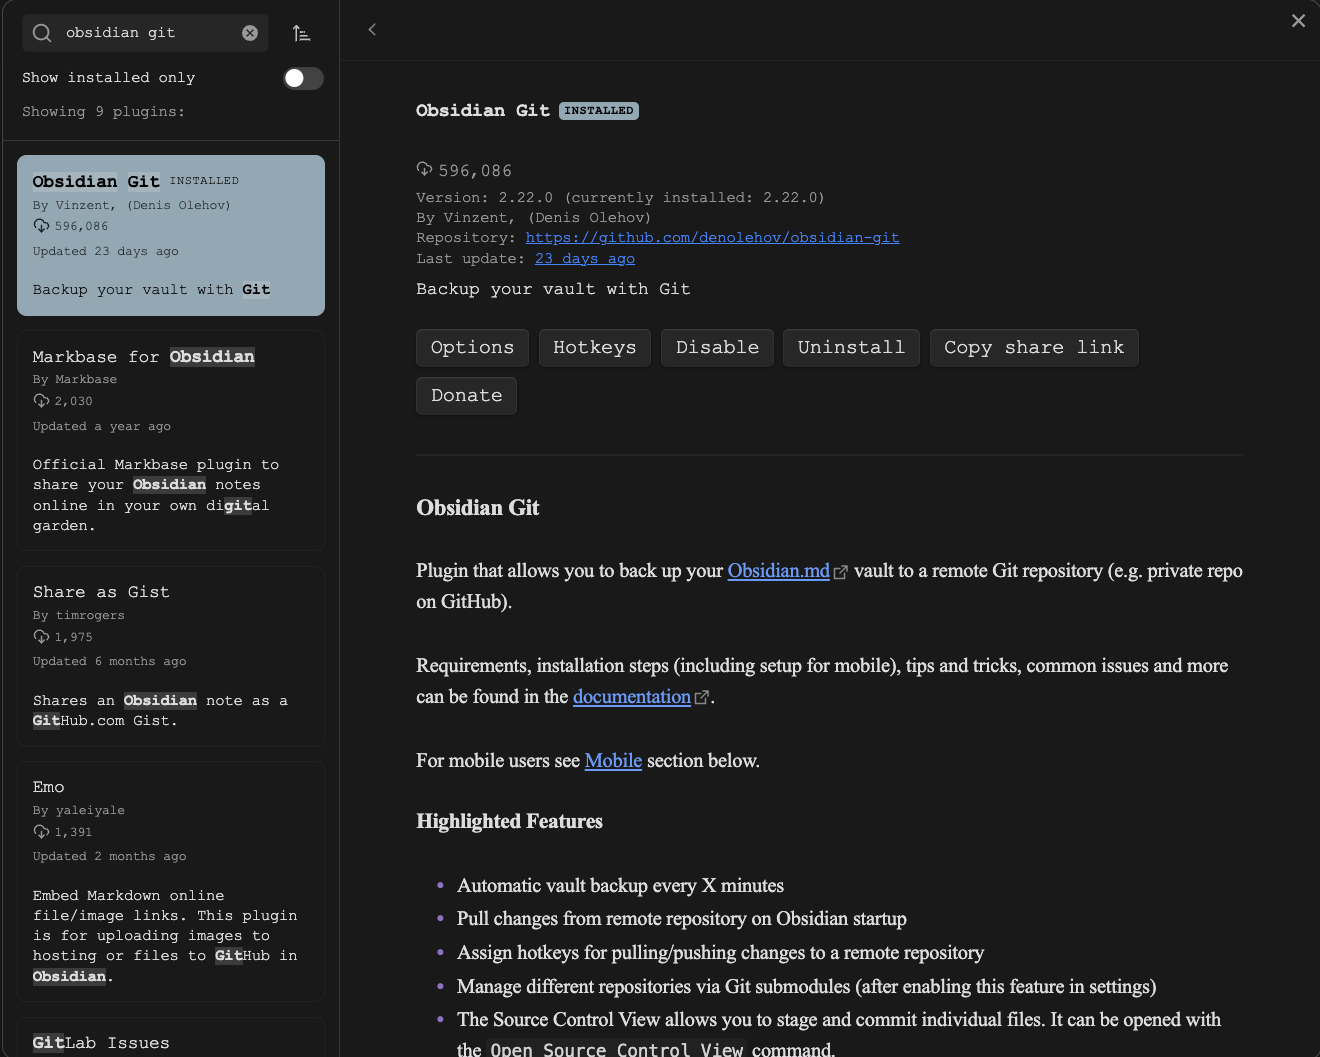 obsidian git
Show installed only
Showing 9 plugins:
Obsidian Git INSTALLED
By Vinzent, (Denis Olehov)
596,086
Updated 23 days ago
Backup your vault with Git
Markbase for Obsidian
By Markbase
2,030
Updated a year ago
Official Markbase plugin to
share your Obsidian notes
online in your own digital
garden.
Share as Gist
By timrogers
1,975
Updated 6 months ago
Shares an Obsidian note as a
GitHub.com Gist.
Emo
By yaleiyale
1,391
Updated 2 months ago
Embed Markdown online
file/image links. This plugin
is for uploading images to
hosting or files to GitHub in
Obsidian.
GitLab Issues
Obsidian Git INSTALLED
596,086
Version: 2.22.0 (currently installed: 2.22.0)
By Vinzent, (Denis Olehov)
Repository: https://github.com/denolehov/obsidian-git
Last update: 23 days ago
Backup your vault with Git
Options Hotkeys Disable Uninstall Copy share link
Donate
Obsidian Git
Plugin that allows you to back up your Obsidian.md vault to a remote Git repository (e.g. private repo
on GitHub).
Requirements, installation steps (including setup for mobile), tips and tricks, common issues and more
can be found in the documentation.
For mobile users see Mobile section below.
Highlighted Features
• Automatic vault backup every X minutes
• Pull changes from remote repository on Obsidian startup
• Assign hotkeys for pulling/pushing changes to a remote repository
• Manage different repositories via Git submodules (after enabling this feature in settings)
• The Source Control View allows you to stage and commit individual files. It can be opened with
the Open Source Control View command.